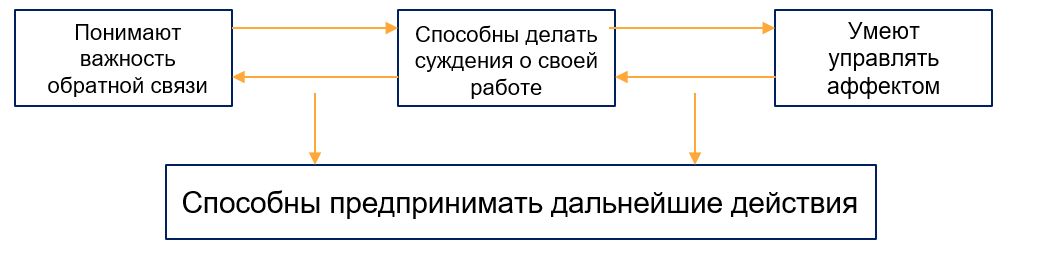 Понимают
важность
обратной связи
Способны делать
суждения о своей
работе
Умеют
управлять
аффектом
Способны предпринимать дальнейшие действия